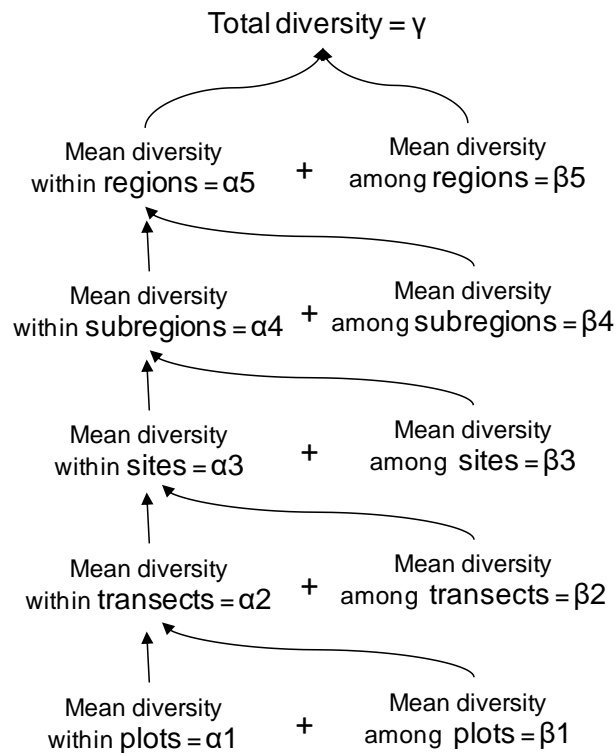 Total diversity = γ
Mean diversity
within regions = α5
+
Mean diversity
among regions = β5
Mean diversity
within subregions = α4
+
Mean diversity
among subregions = β4
Mean diversity
within sites = α3
+
Mean diversity
among sites = β3
Mean diversity
within transects = α2
+
Mean diversity
among transects = β2
Mean diversity
within plots = α1
+
Mean diversity
among plots = β1